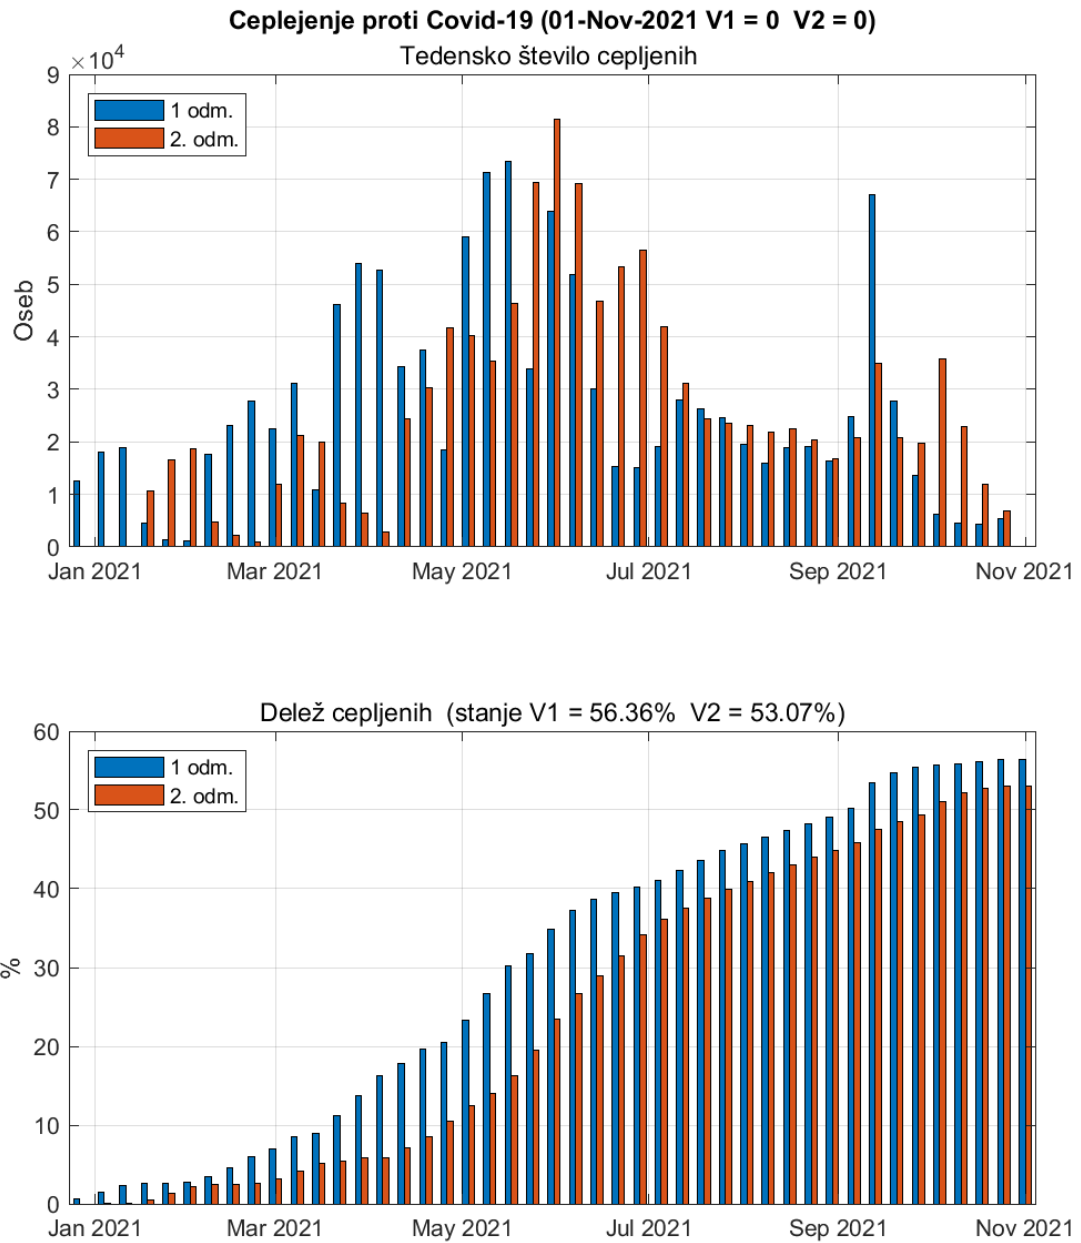 Ceplejenje proti Covid-19 (01-Nov-2021 V1 = 0  V2 = 0)
Tedensko število cepljenih
×10⁴
1 odm.
2. odm.
Oseb
9
8
7
6
5
4
3
2
1
0
Jan 2021 Mar 2021 May 2021 Jul 2021 Sep 2021 Nov 2021
Delež cepljenih  (stanje V1 = 56.36%  V2 = 53.07%)
1 odm.
2. odm.
%
60
50
40
30
20
10
0
Jan 2021 Mar 2021 May 2021 Jul 2021 Sep 2021 Nov 2021